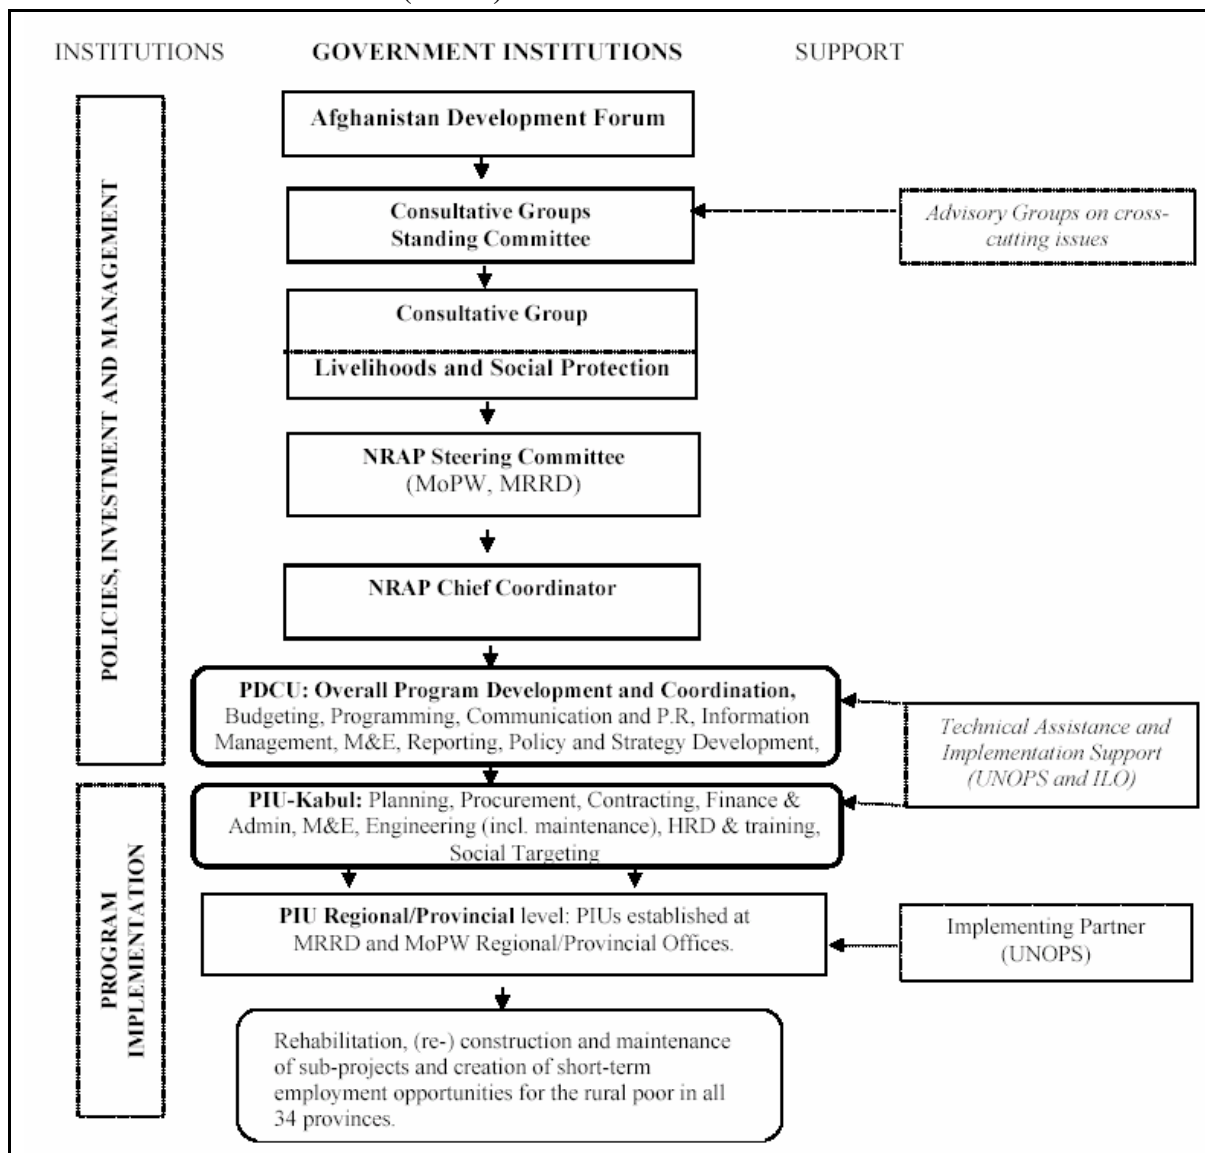 INSTITUTIONS
GOVERNMENT INSTITUTIONS
SUPPORT
POLICIES, INVESTMENT AND MANAGEMENT
Afghanistan Development Forum
Consultative Groups
Standing Committee
Advisory Groups on cross-
cutting issues
Consultative Group
Livelihoods and Social Protection
NRAP Steering Committee
(MoPW, MRRD)
NRAP Chief Coordinator
PDCU: Overall Program Development and Coordination,
Budgeting, Programming, Communication and P.R, Information
Management, M&E, Reporting, Policy and Strategy Development,
Technical Assistance and
Implementation Support
(UNOPS and ILO)
PROGRAM
IMPLEMENTATION
PIU-Kabul: Planning, Procurement, Contracting, Finance &
Admin, M&E, Engineering (incl. maintenance), HRD & training,
Social Targeting
PIU Regional/Provincial level: PIUs established at
MRRD and MoPW Regional/Provincial Offices.
Implementing Partner
(UNOPS)
Rehabilitation, (re-) construction and maintenance
of sub-projects and creation of short-term
employment opportunities for the rural poor in all
34 provinces.